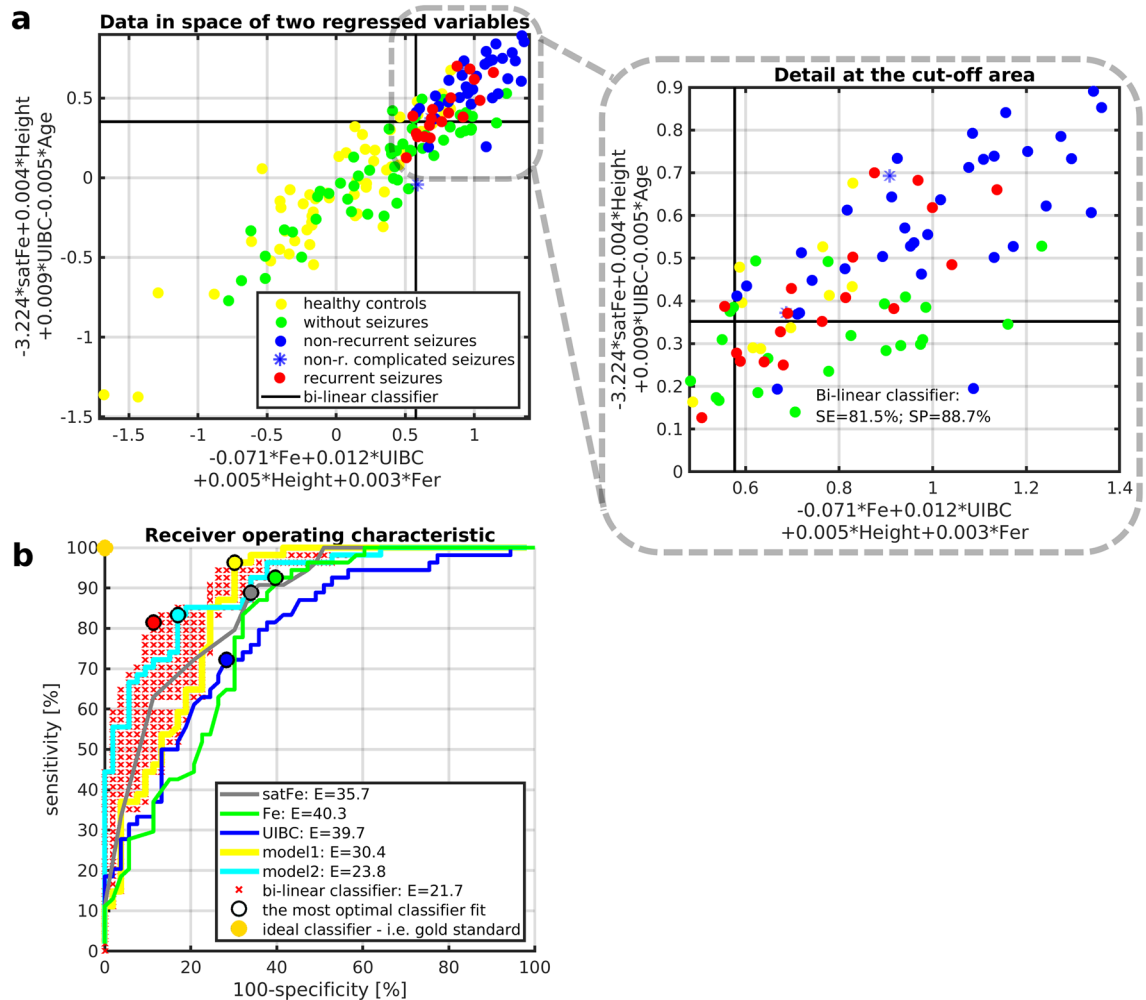 a
Data in space of two regressed variables
-3.224*satFe+0.004*Height
+0.009*UIBC-0.005*Age
0.5
0
-0.5
-1
-1.5
healthy controls
without seizures
non-recurrent seizures
non-r. complicated seizures
recurrent seizures
bi-linear classifier
-1.5 -1 -0.5 0 0.5 1
-0.071*Fe+0.012*UIBC
+0.005*Height+0.003*Fer
Detail at the cut-off area
-3.224*satFe+0.004*Height
+0.009*UIBC-0.005*Age
0.9
0.8
0.7
0.6
0.5
0.4
0.3
0.2
0.1
0
Bi-linear classifier:
SE=81.5%; SP=88.7%
0.6 0.8 1 1.2 1.4
-0.071*Fe+0.012*UIBC
+0.005*Height+0.003*Fer
b
Receiver operating characteristic
sensitivity [%]
100
90
80
70
60
50
40
30
20
10
0
satFe: E=35.7
Fe: E=40.3
UIBC: E=39.7
model1: E=30.4
model2: E=23.8
bi-linear classifier: E=21.7
the most optimal classifier fit
ideal classifier - i.e. gold standard
0 20 40 60 80 100
100-specificity [%]